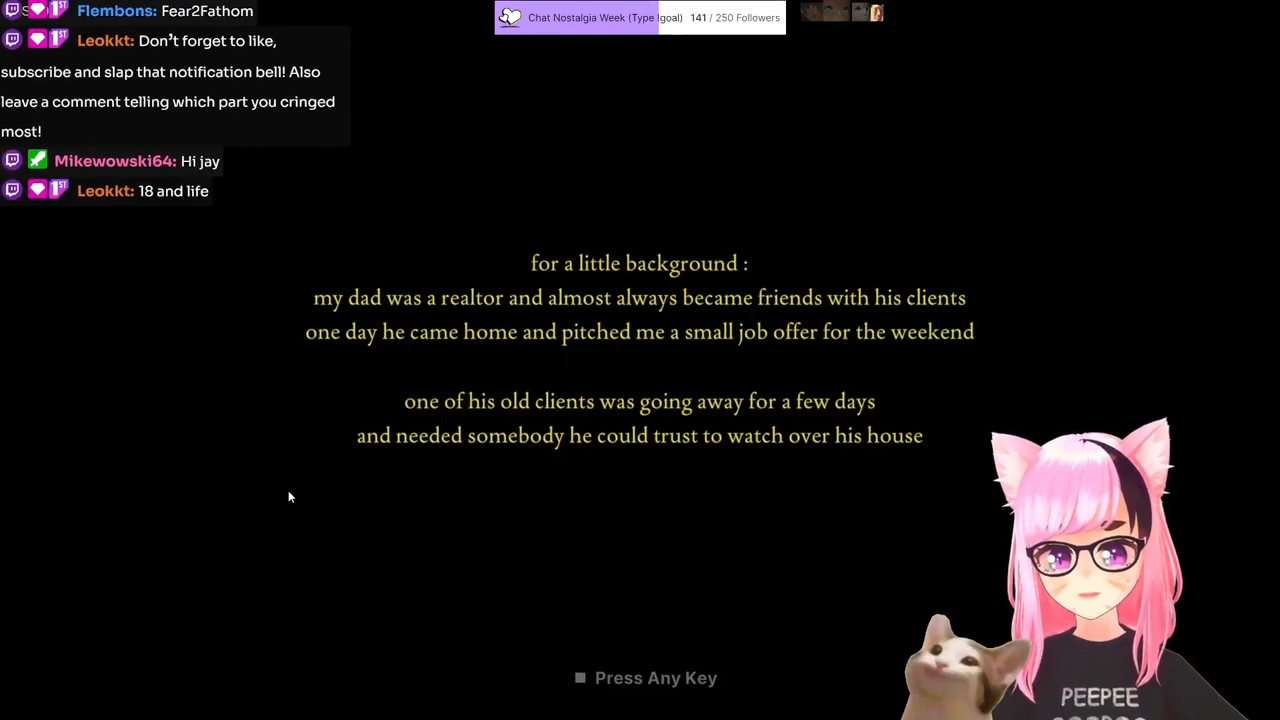 Flembons: Fear2Fathom
Leokkt: Don't forget to like,
subscribe and slap that notification bell! Also
leave a comment telling which part you cringed
most!
Mikewowski64: Hi jay
Leokkt: 18 and life
Chat Nostalgia Week (Type !goal) 141 / 250 Followers
for a little background :
my dad was a realtor and almost always became friends with his clients
one day he came home and pitched me a small job offer for the weekend
one of his old clients was going away for a few days
and needed somebody he could trust to watch over his house
Press Any Key
PEEPEE